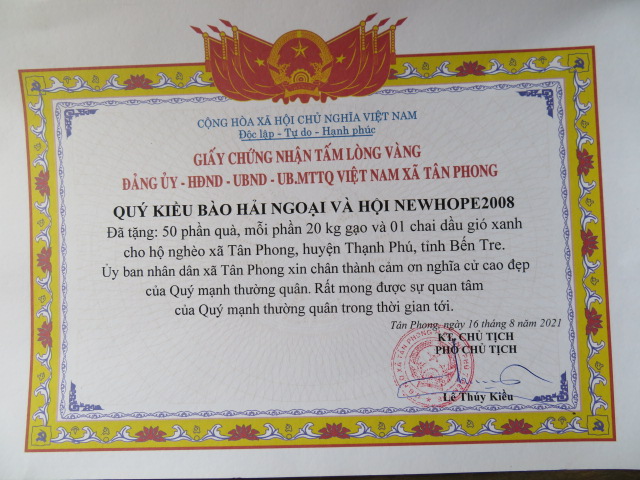 CỘNG HÒA XÃ HỘI CHỦ NGHĨA VIỆT NAM
Độc lập - Tự do - Hạnh phúc
GIẤY CHỨNG NHẬN TẤM LÒNG VÀNG
ĐẢNG ỦY - HĐND - UBND - UB.MTTQ VIỆT NAM XÃ TÂN PHONG
QUÝ KIỀU BÀO HẢI NGOẠI VÀ HỘI NEWHOPE2008
Đã tặng: 50 phần quà, mỗi phần 20 kg gạo và 01 chai dầu gió xanh
cho hộ nghèo xã Tân Phong, huyện Thạnh Phú, tỉnh Bến Tre.
Ủy ban nhân dân xã Tân Phong xin chân thành cảm ơn nghĩa cử cao đẹp
của Quý mạnh thường quân. Rất mong được sự quan tâm
của Quý mạnh thường quân trong thời gian tới.
Tân Phong, ngày 16 tháng 8 năm 2021
KT. CHỦ TỊCH
PHÓ CHỦ TỊCH
XÃ TÂN PHONG
Lê Thúy Kiều